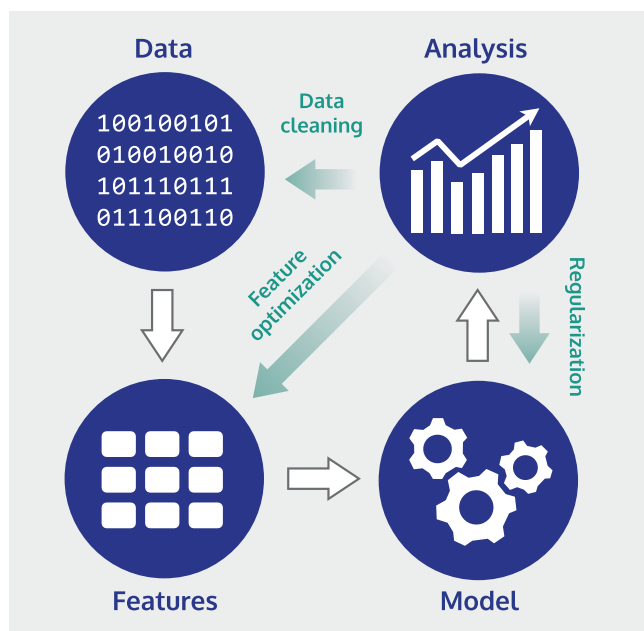 Data
Analysis
Data
cleaning
100100101
010010010
101110111
011100110
Feature
optimization
Regularization
Features
Model